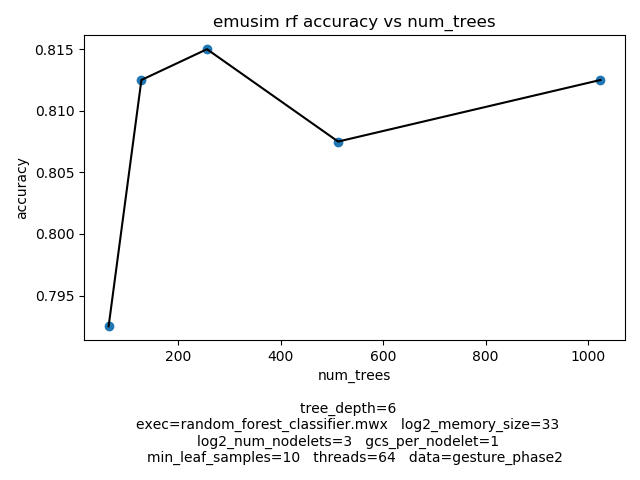 emusim rf accuracy vs num_trees
0.815
0.810
0.805
0.800
0.795
accuracy
200 400 600 800 1000
num_trees
tree_depth=6
exec=random_forest_classifier.mwx log2_memory_size=33
log2_num_nodelets=3 gcs_per_nodelet=1
min_leaf_samples=10 threads=64 data=gesture_phase2